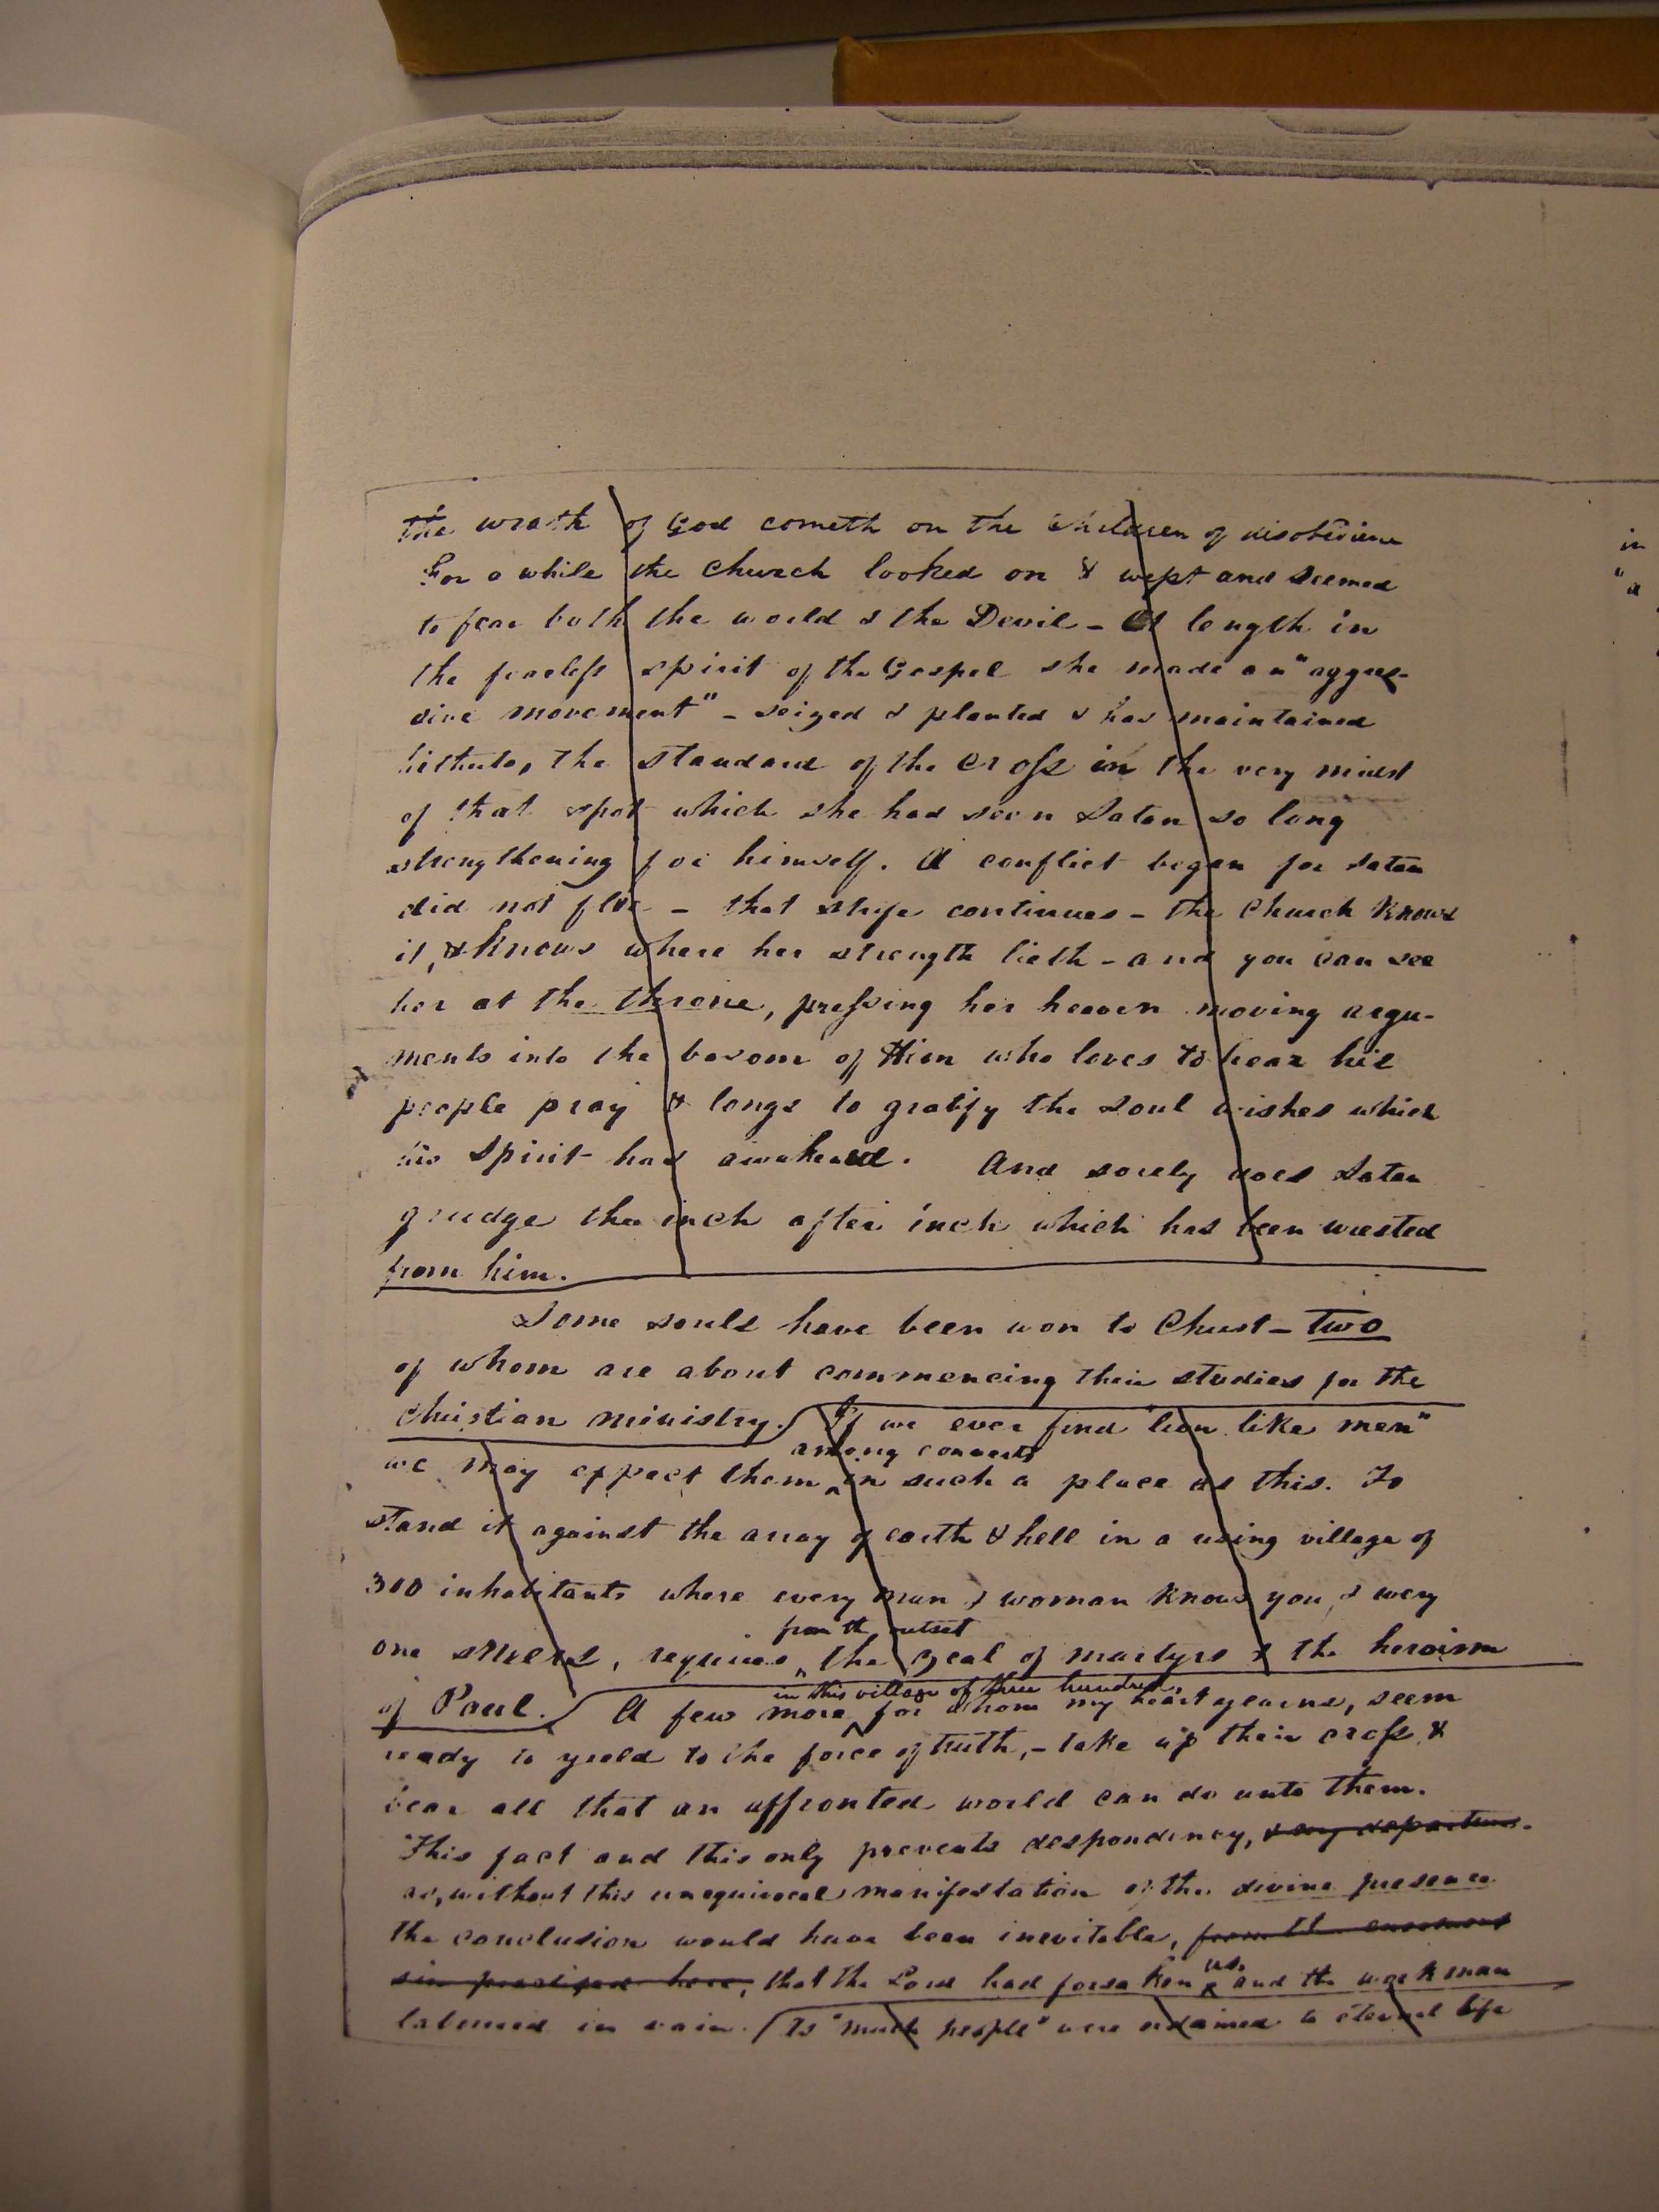 the wrath of God cometh on the children of disobedience
For a while the Church looked on & wept and seemed
to fear both the world & the Devil - At length in
the fearless spirit of the Gospel she made an "aggres-
sive movement" - seized & planted & has maintained
hitherto, the standard of the Cross in the very midst
of that spot which she had seen Satan so long
strengthening for himself. A conflict began for Satan
did not flee - that strife continues - the Church knows
it, & knows where her strength lieth - and you can see
her at the throne, pressing her heaven moving argu-
ments into the bosom of Him who loves to hear his
people pray & longs to gratify the soul wishes which
his Spirit has awakened. And sorely does Satan
grudge the inch after inch which has been wrested
from him.
Some souls have been won to Christ - two
of whom are about commencing their studies for the
Christian ministry. If we ever find "lion like men"
among converts
we may expect them in such a place as this. To
stand it against the array of earth & hell in a rising village of
300 inhabitants where every man & woman knows you, & every
from the outset
one sneers, requires the zeal of martyrs & the heroism
in this village of three hundred,
of Paul. A few more for whom my heart yearns, seem
ready to yield to the force of truth, - take up their cross &
bear all that an affronted world can do unto them.
This fact and this only prevents despondency, & my departure.
as, without this unequivocal manifestation of the divine presence
the conclusion would have been inevitable, from the enormous
us.
sin practised here, that the Lord had forsaken and the workman
laboured in vain. Is "much people" were ordained to eternal life
in
"a